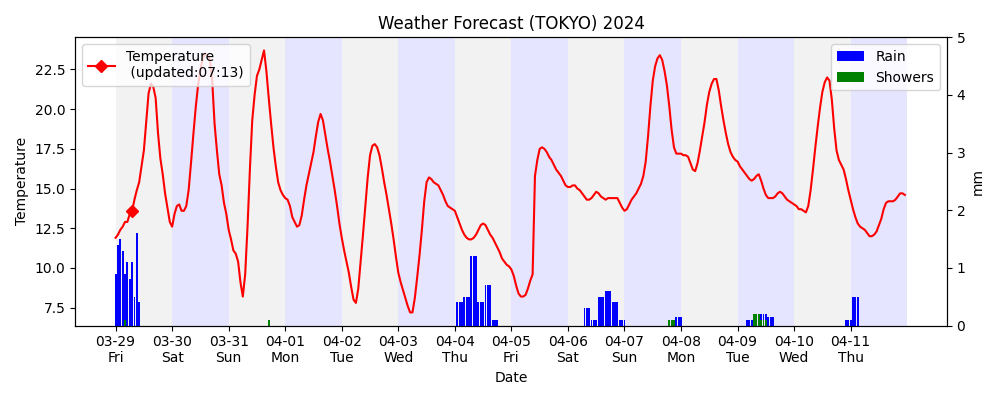 Weather Forecast (TOKYO) 2024
Temperature
(updated:07:13)
Rain
Showers
Temperature
22.5
20.0
17.5
15.0
12.5
10.0
7.5
mm
5
4
3
2
1
0
03-29 03-30 03-31 04-01 04-02 04-03 04-04 04-05 04-06 04-07 04-08 04-09 04-10 04-11
Fri Sat Sun Mon Tue Wed Thu Fri Sat Sun Mon Tue Wed Thu
Date